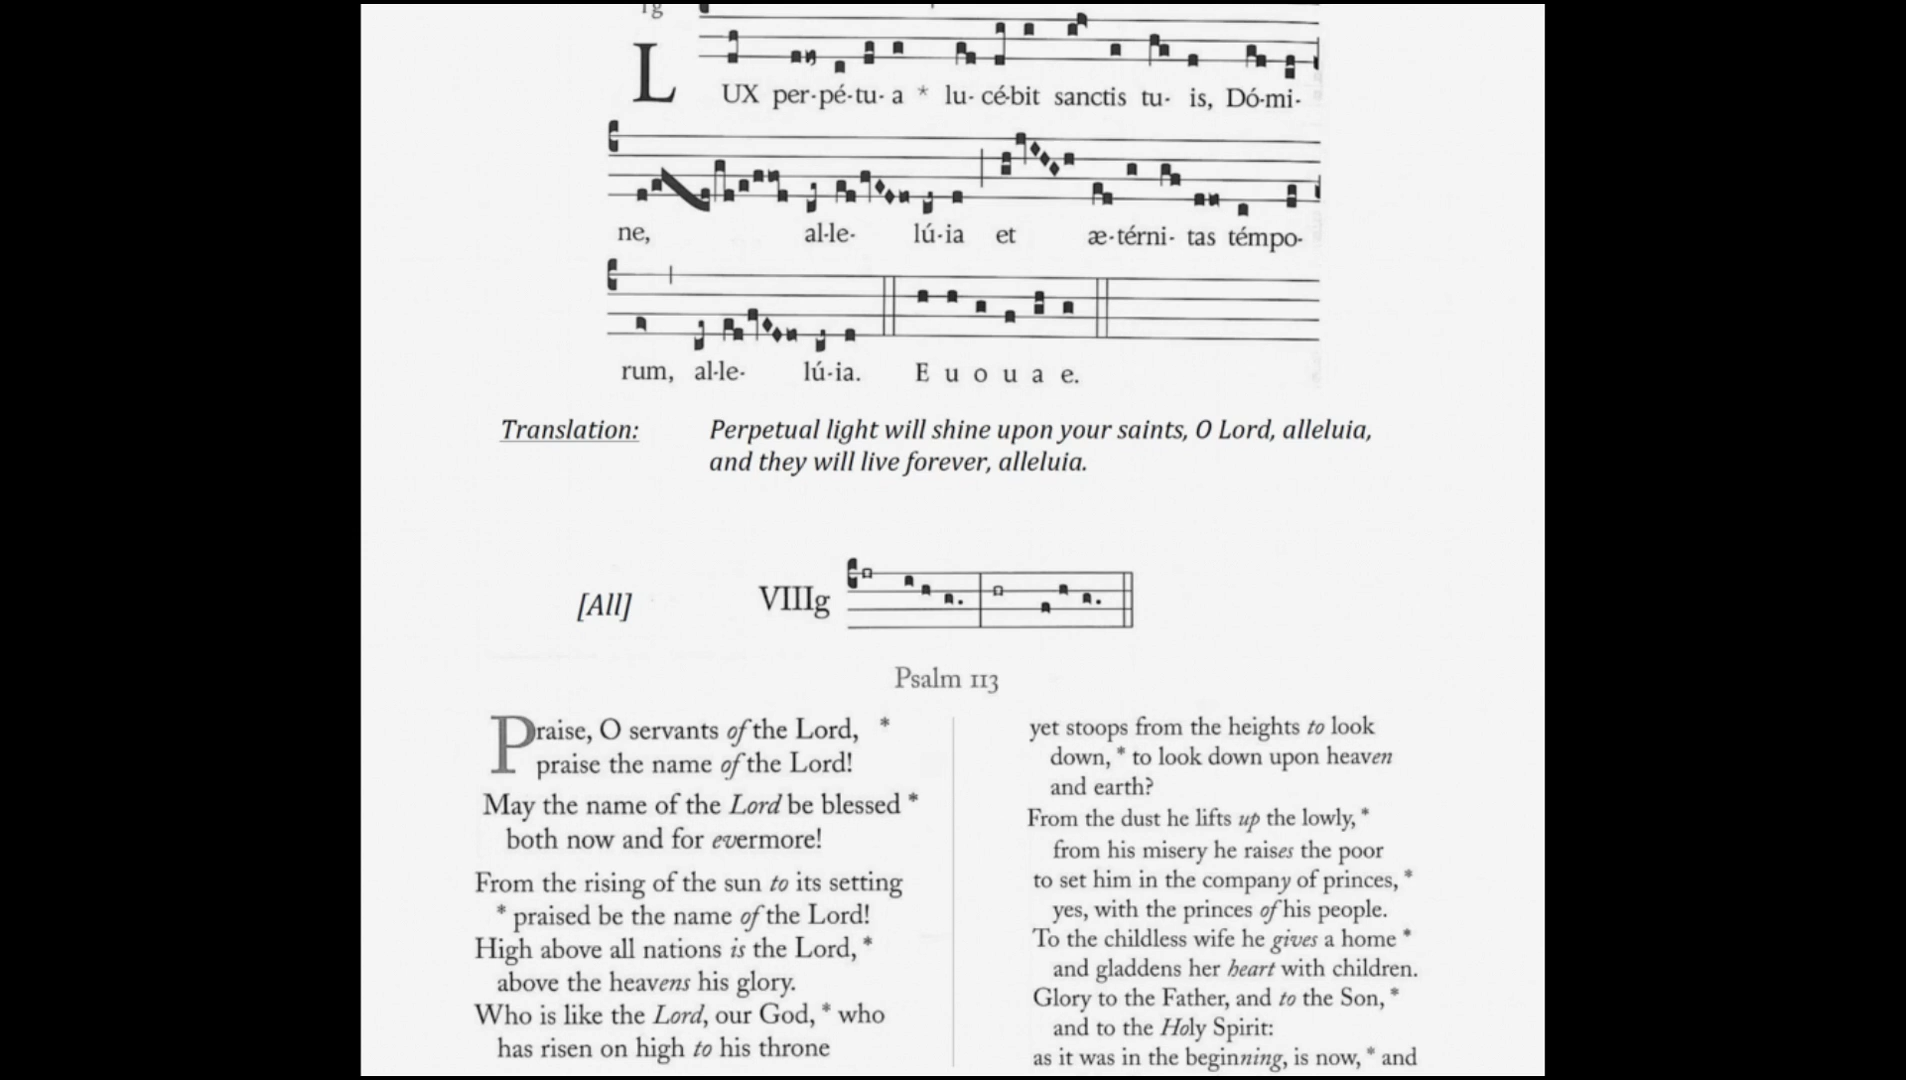 1g
LUX per-pé-tu-a * lu-cé-bit sanctis tu-is, Dó-mi-
ne, al-le-lú-ia et æ-térni-tas témpo-
rum, al-le-lú-ia. E u o u a e.
Translation: Perpetual light will shine upon your saints, O Lord, alleluia,
and they will live forever, alleluia.
[All] VIIIg
Psalm 113
Praise, O servants of the Lord, *
praise the name of the Lord!
May the name of the Lord be blessed *
both now and for evermore!
From the rising of the sun to its setting
* praised be the name of the Lord!
High above all nations is the Lord, *
above the heavens his glory.
Who is like the Lord, our God, * who
has risen on high to his throne
yet stoops from the heights to look
down, * to look down upon heaven
and earth?
From the dust he lifts up the lowly, *
from his misery he raises the poor
to set him in the company of princes, *
yes, with the princes of his people.
To the childless wife he gives a home *
and gladdens her heart with children.
Glory to the Father, and to the Son, *
and to the Holy Spirit:
as it was in the beginning, is now, * and